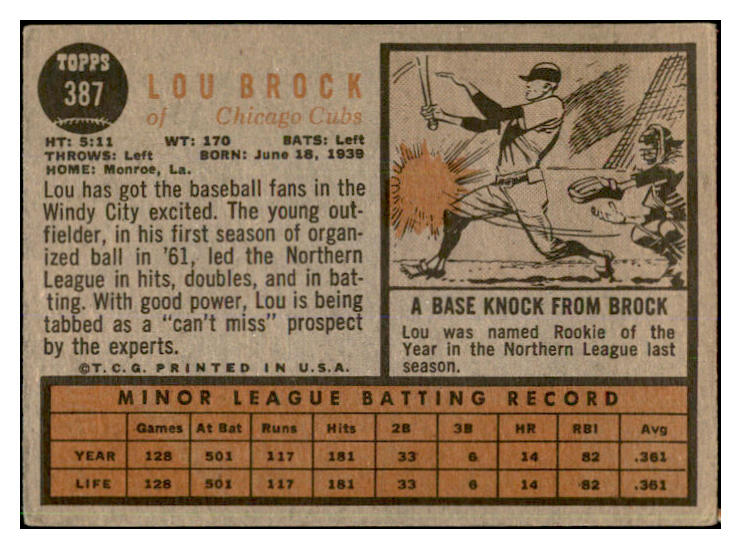 TOPPS
387
LOU BROCK
of Chicago Cubs
HT: 5:11 WT: 170 BATS: Left
THROWS: Left BORN: June 18, 1939
HOME: Monroe, La.
Lou has got the baseball fans in the
Windy City excited. The young out-
fielder, in his first season of organ-
ized ball in '61, led the Northern
League in hits, doubles, and in bat-
ting. With good power, Lou is being
tabbed as a "can't miss" prospect
by the experts.
©T.C.G. PRINTED IN U.S.A.
A BASE KNOCK FROM BROCK
Lou was named Rookie of the
Year in the Northern League last
season.
MINOR LEAGUE BATTING RECORD
Games At Bat Runs Hits 2B 3B HR RBI Avg
YEAR 128 501 117 181 33 6 14 82 .361
LIFE 128 501 117 181 33 6 14 82 .361